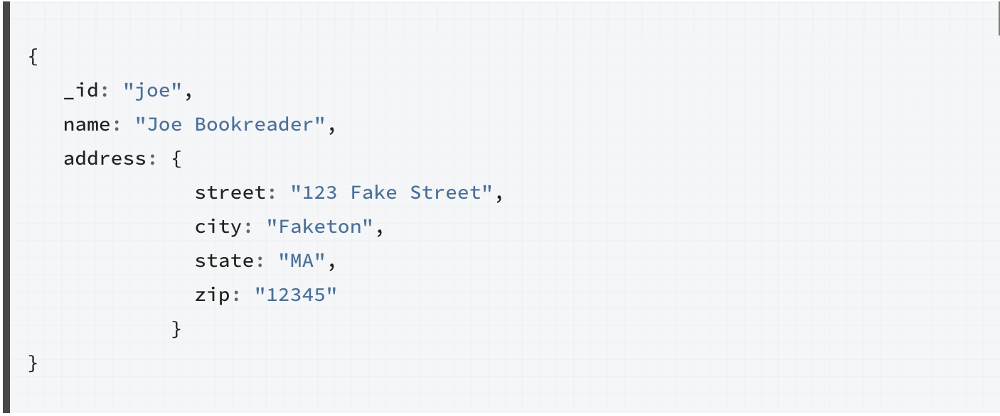 {
   _id: "joe",
   name: "Joe Bookreader",
   address: {
              street: "123 Fake Street",
              city: "Faketon",
              state: "MA",
              zip: "12345"
            }
}